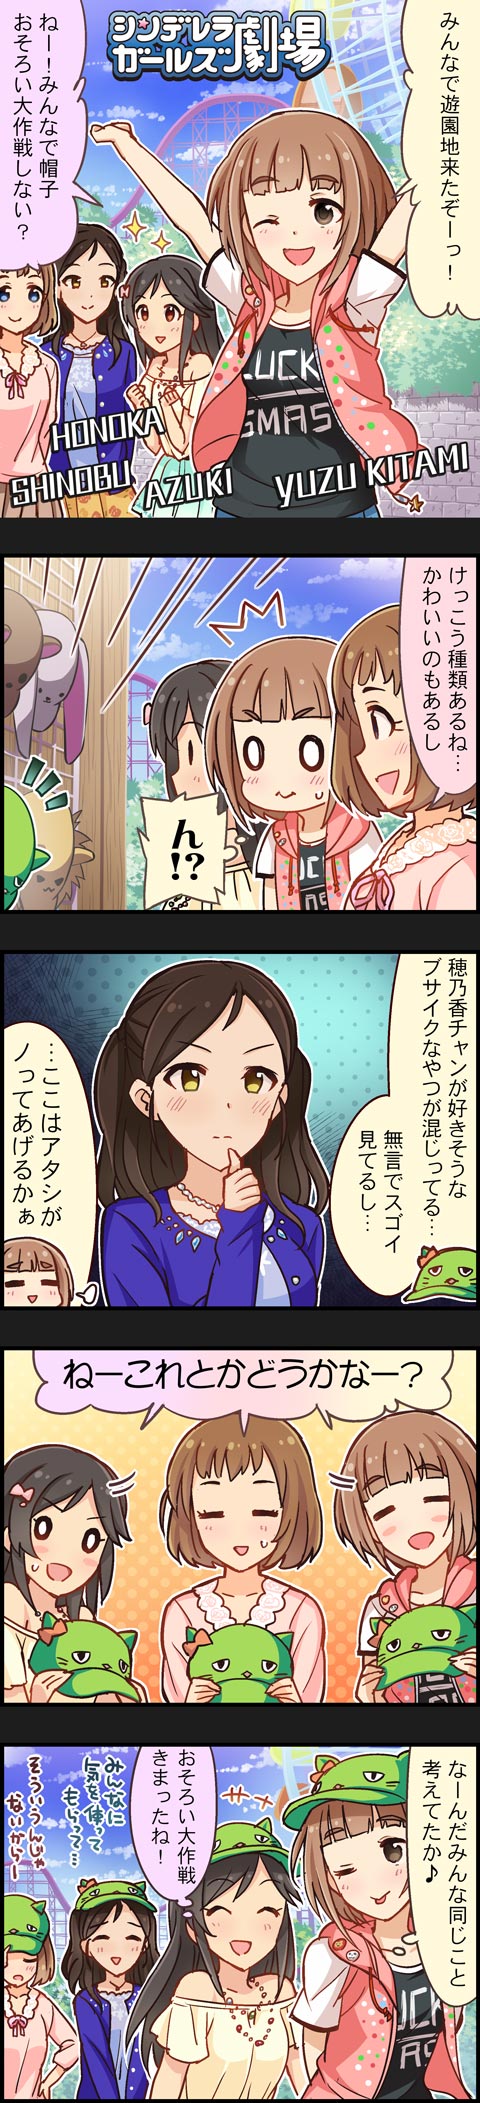 シンデレラ
ガールズ劇場
みんなで遊園地来たぞーっ！
ねー！みんなで帽子
おそろい大作戦しない？
HONOKA
SHINOBU
AZUKI
YUZU KITAMI
LUCK
SMAS
けっこう種類あるね…
かわいいのもあるし
ん!?
穂乃香チャンが好きそうな
ブサイクなやつが混じってる…
無言でスゴイ
見てるし…
…ここはアタシが
ノってあげるかぁ
ねーこれとかどうかなー？
なーんだみんな同じこと
考えてたか♪
おそろい大作戦
きまったね！
みんなに
気を使って
もらって…
そういうんじゃ
ないからー